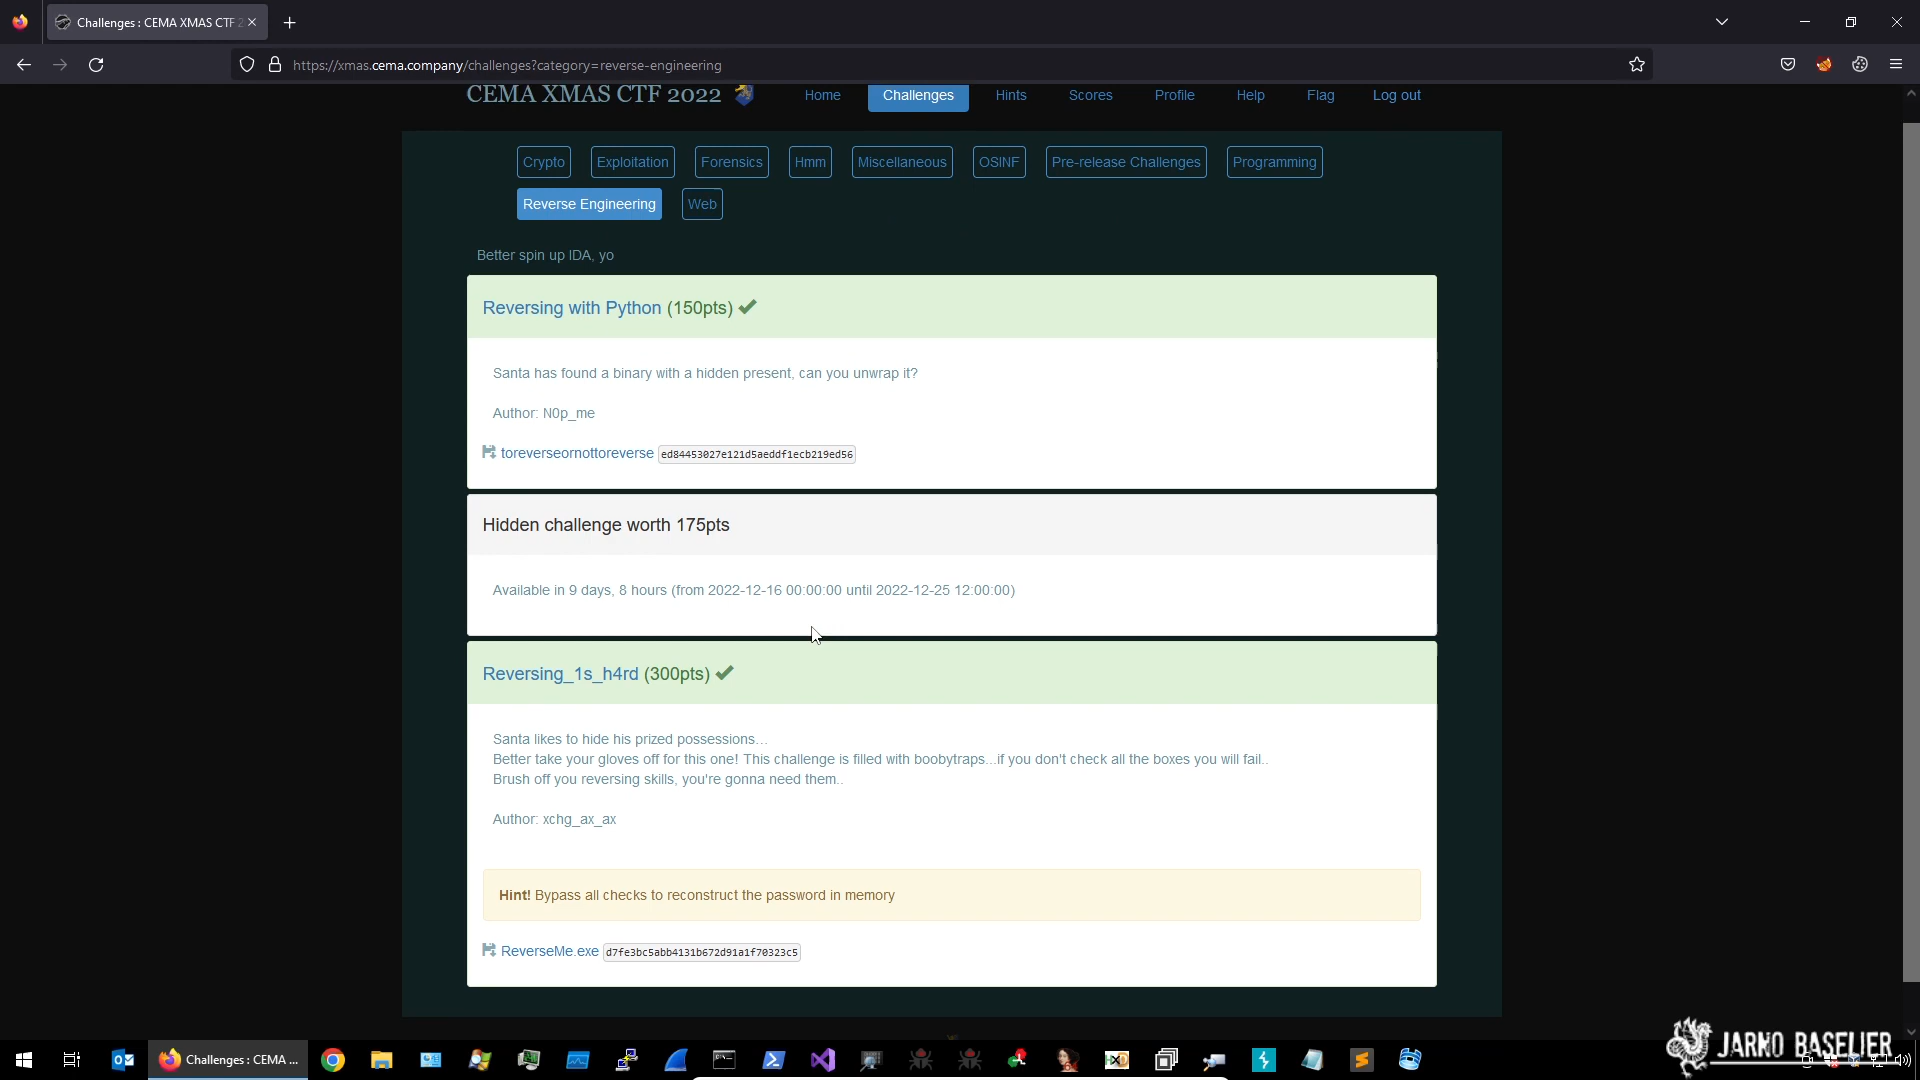 Challenges : CEMA XMAS CTF 2
https://xmas.cema.company/challenges?category=reverse-engineering
CEMA XMAS CTF 2022
Home
Challenges
Hints
Scores
Profile
Help
Flag
Log out
Crypto
Exploitation
Forensics
Hmm
Miscellaneous
OSINF
Pre-release Challenges
Programming
Reverse Engineering
Web
Better spin up IDA, yo
Reversing with Python (150pts)
Santa has found a binary with a hidden present, can you unwrap it?
Author: N0p_me
toreverseornottoreverse ed84453027e121d5aeddf1ecb219ed56
Hidden challenge worth 175pts
Available in 9 days, 8 hours (from 2022-12-16 00:00:00 until 2022-12-25 12:00:00)
Reversing_1s_h4rd (300pts)
Santa likes to hide his prized possessions...
Better take your gloves off for this one! This challenge is filled with boobytraps...if you don't check all the boxes you will fail..
Brush off you reversing skills, you're gonna need them..
Author: xchg_ax_ax
Hint! Bypass all checks to reconstruct the password in memory
ReverseMe.exe d7fe3bc5abb4131b672d91a1f70323c5
Challenges : CEMA ...
JARNO BASELIER